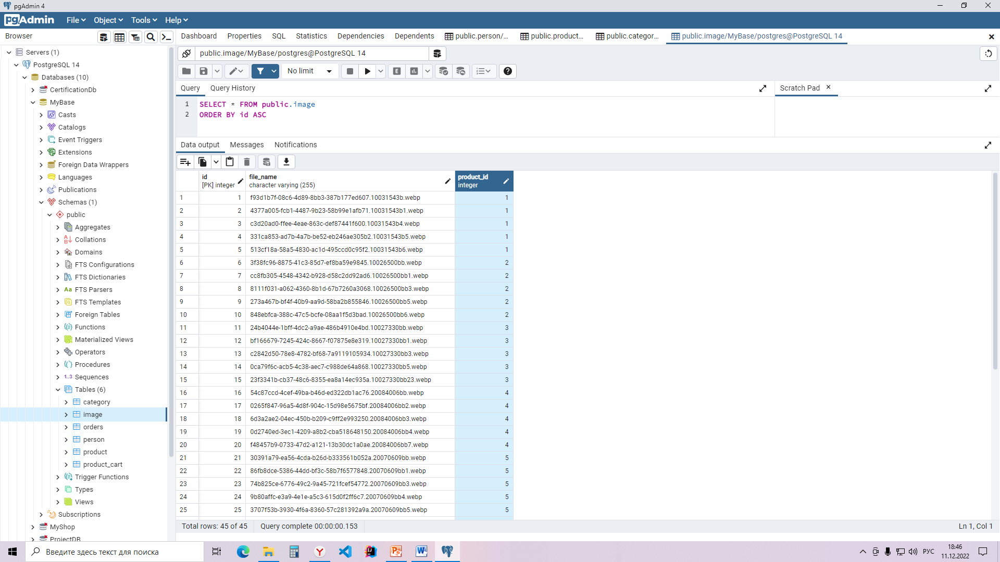 pgAdmin 4
pgAdmin File Object Tools Help
Browser
Dashboard Properties SQL Statistics Dependencies Dependents public.person/... public.product... public.categor... public.image/MyBase/postgres@PostgreSQL 14
Servers (1)
PostgreSQL 14
Databases (10)
CertificationDb
MyBase
Casts
Catalogs
Event Triggers
Extensions
Foreign Data Wrappers
Languages
Publications
Schemas (1)
public
Aggregates
Collations
Domains
FTS Configurations
FTS Dictionaries
Aa FTS Parsers
FTS Templates
Foreign Tables
Functions
Materialized Views
Operators
Procedures
1..3 Sequences
Tables (6)
category
image
orders
person
product
product_cart
Trigger Functions
Types
Views
Subscriptions
MyShop
ProjectDB
public.image/MyBase/postgres@PostgreSQL 14
No limit
E
Query Query History
Scratch Pad
1 SELECT * FROM public.image
2 ORDER BY id ASC
Data output Messages Notifications
id [PK] integer
file_name character varying (255)
product_id integer
1 1 f93d1b7f-08c6-4d89-8bb3-387b177ed607.10031543b.webp 1
2 2 4377a005-fcb1-4487-9b23-58b99e1afb71.10031543b1.webp 1
3 3 c3d20ad0-ffee-4eae-863c-def87441f600.10031543b4.webp 1
4 4 331ca853-ad7b-4a7b-be52-eb246ae305b2.10031543b5.webp 1
5 5 513cf18a-58a5-4830-ac1d-495ccd0c95f2.10031543b6.webp 1
6 6 3f38fc96-8875-41c3-85d7-ef8ba59e9845.10026500bb.webp 2
7 7 cc8fb305-4548-4342-b928-d58c2dd92ad6.10026500bb1.webp 2
8 8 8111f031-a062-4360-8b1d-67b7260a3068.10026500bb3.webp 2
9 9 273a467b-bf4f-40b9-aa9d-58ba2b855846.10026500bb5.webp 2
10 10 848ebfca-388c-47c5-bcfe-08aa1f5d3bad.10026500bb6.webp 2
11 11 24b4044e-1bff-4dc2-a9ae-486b4910e4bd.10027330bb.webp 3
12 12 bf166679-7245-424c-8667-f07875e8e319.10027330bb1.webp 3
13 13 c2842d50-78e8-4782-bf68-7a9119105934.10027330bb3.webp 3
14 14 0ca79f6c-acb5-4c38-aec7-c988de64a868.10027330bb5.webp 3
15 15 23f3341b-cb37-48c6-8355-ea8a14ec935a.10027330bb23.webp 3
16 16 54c87ccd-4cef-49ba-b46d-ed322db1ac76.20084006bb.webp 4
17 17 0265f847-96a5-4d8f-904c-15d98e5675bf.20084006bb2.webp 4
18 18 6d3a2ae2-04ec-450b-b209-c9ff2e993250.20084006bb3.webp 4
19 19 0d2740ed-3ec1-4209-a8b2-cba518648150.20084006bb4.webp 4
20 20 f48457b9-0733-47d2-a121-13b30dc1a0ae.20084006bb7.webp 4
21 21 30391a79-ea56-4cda-b26d-b333561b052a.20070609bb.webp 5
22 22 86fb8dce-5386-44dd-bf3c-58b7f6577848.20070609bb1.webp 5
23 23 74b825ce-6776-49c2-9a45-721fcef54772.20070609bb3.webp 5
24 24 9b80affc-e3a9-4e1e-a5c3-615d0f2ff6c7.20070609bb4.webp 5
25 25 3707f53b-3930-4f6a-8360-57c281392a9a.20070609bb5.webp 5
Total rows: 45 of 45 Query complete 00:00:00.153 Ln 1, Col 1
Введите здесь текст для поиска
РУС
18:46
11.12.2022